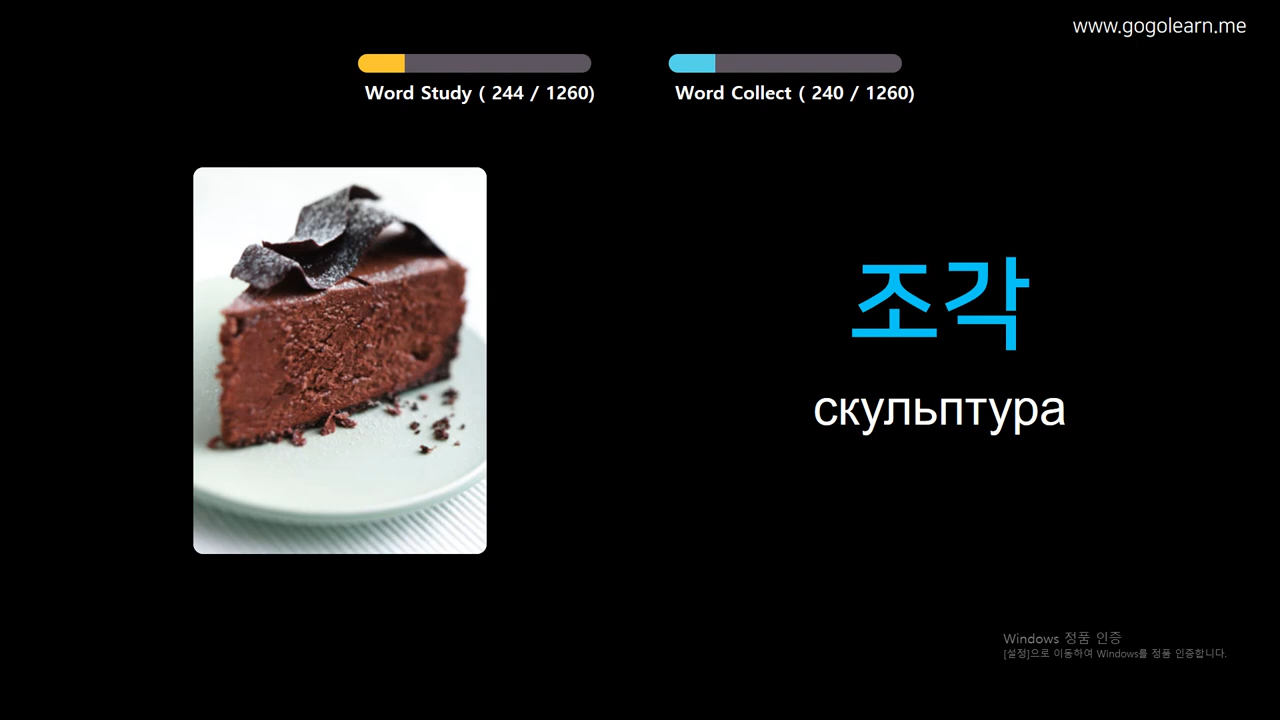 www.gogolearn.me
Word Study ( 244 / 1260)
Word Collect ( 240 / 1260)
조각
скульптура
Windows 정품 인증
[설정]으로 이동하여 Windows를 정품 인증합니다.